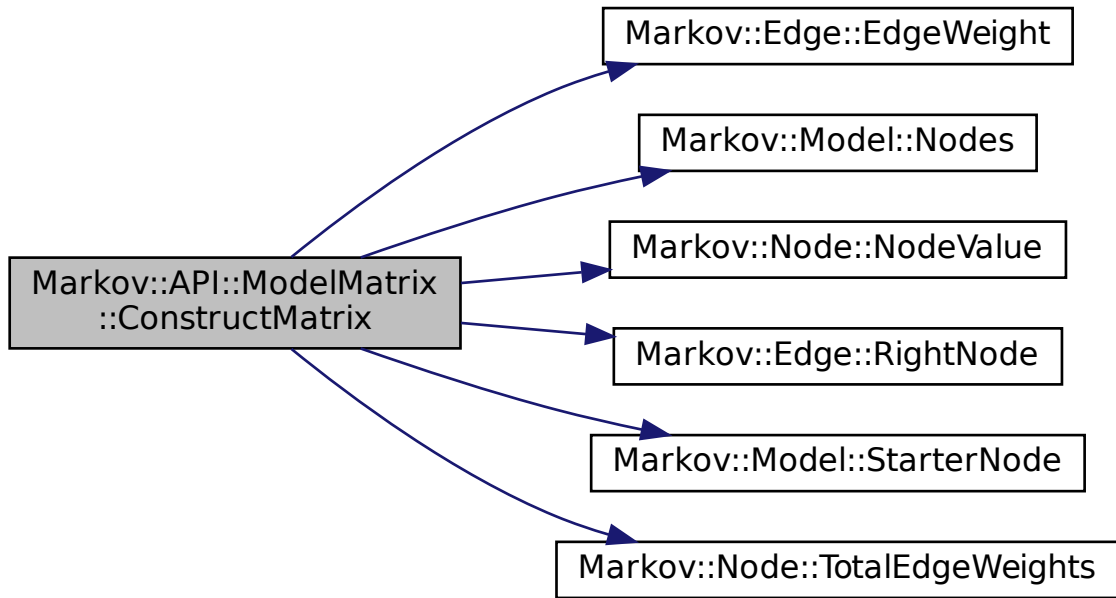 Markov::Edge::EdgeWeight
Markov::Model::Nodes
Markov::Node::NodeValue
Markov::API::ModelMatrix
::ConstructMatrix
Markov::Edge::RightNode
Markov::Model::StarterNode
Markov::Node::TotalEdgeWeights